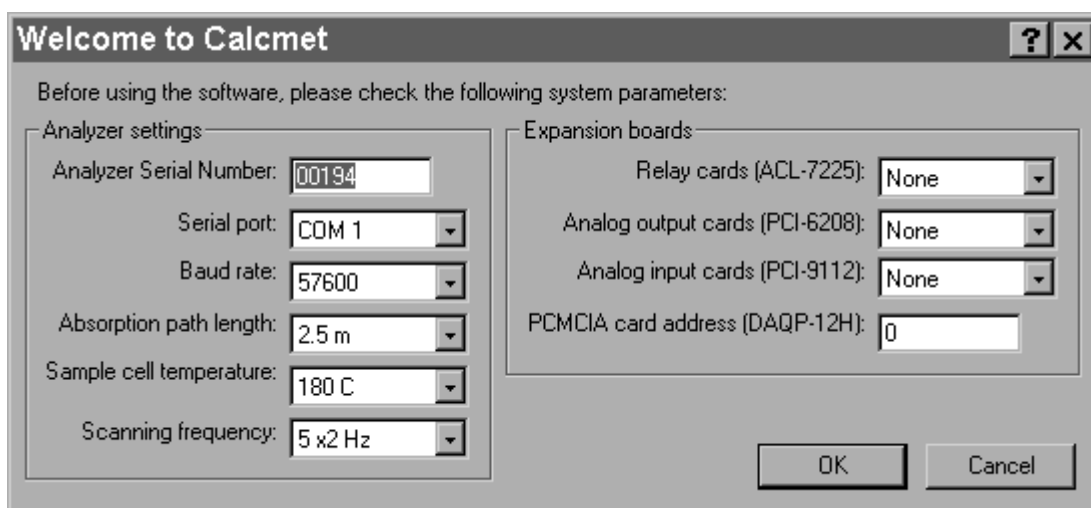 Welcome to Calcmet
?
×
Before using the software, please check the following system parameters:
Analyzer settings
Analyzer Serial Number: 00194
Serial port: COM 1
Baud rate: 57600
Absorption path length: 2.5 m
Sample cell temperature: 180 C
Scanning frequency: 5 x2 Hz
Expansion boards
Relay cards (ACL-7225): None
Analog output cards (PCI-6208): None
Analog input cards (PCI-9112): None
PCMCIA card address (DAQP-12H): 0
OK
Cancel